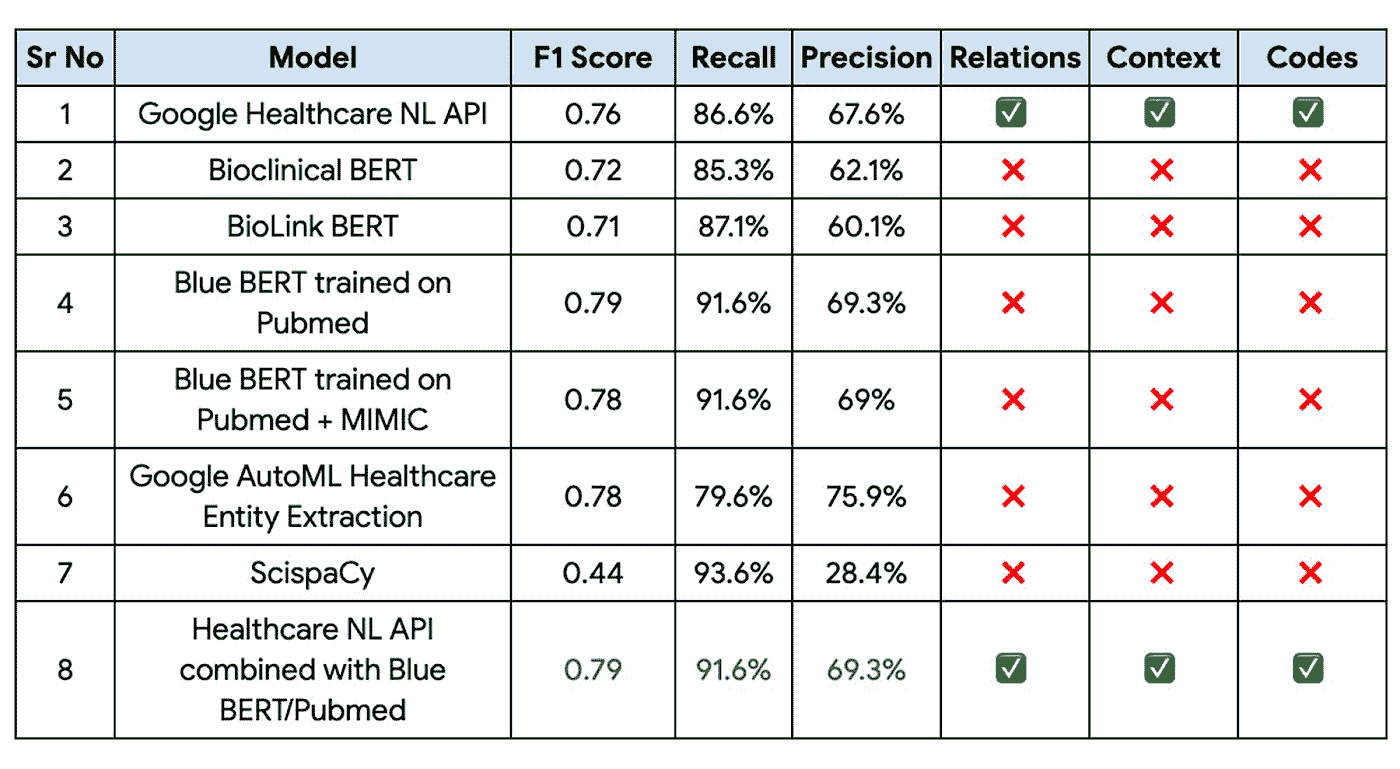 Sr No Model F1 Score Recall Precision Relations Context Codes
1 Google Healthcare NL API 0.76 86.6% 67.6% ✅ ✅ ✅
2 Bioclinical BERT 0.72 85.3% 62.1% ❌ ❌ ❌
3 BioLink BERT 0.71 87.1% 60.1% ❌ ❌ ❌
4 Blue BERT trained on
Pubmed 0.79 91.6% 69.3% ❌ ❌ ❌
5 Blue BERT trained on
Pubmed + MIMIC 0.78 91.6% 69% ❌ ❌ ❌
6 Google AutoML Healthcare
Entity Extraction 0.78 79.6% 75.9% ❌ ❌ ❌
7 ScispaCy 0.44 93.6% 28.4% ❌ ❌ ❌
8 Healthcare NL API
combined with Blue
BERT/Pubmed 0.79 91.6% 69.3% ✅ ✅ ✅